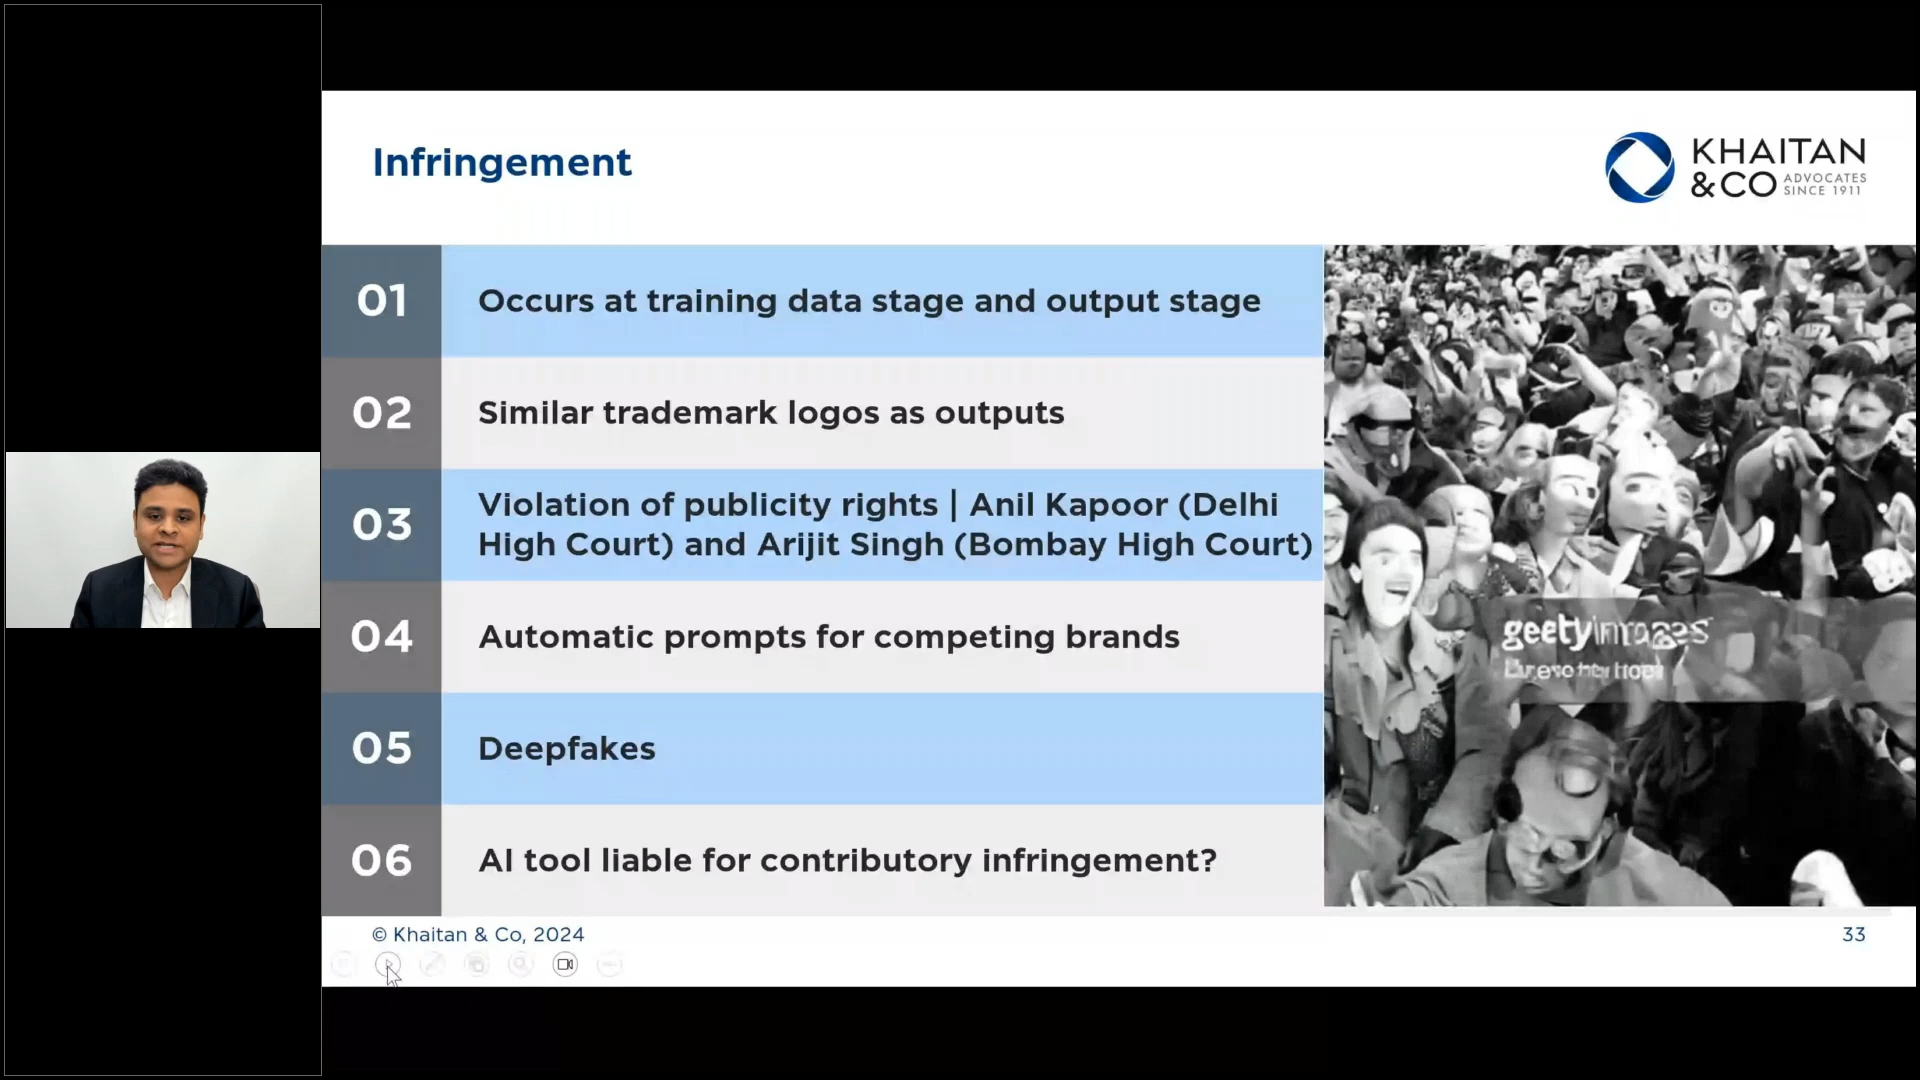 Infringement
KHAITAN
&CO ADVOCATES
SINCE 1911
01
Occurs at training data stage and output stage
02
Similar trademark logos as outputs
03
Violation of publicity rights | Anil Kapoor (Delhi
High Court) and Arijit Singh (Bombay High Court)
04
Automatic prompts for competing brands
05
Deepfakes
06
AI tool liable for contributory infringement?
© Khaitan & Co, 2024
33